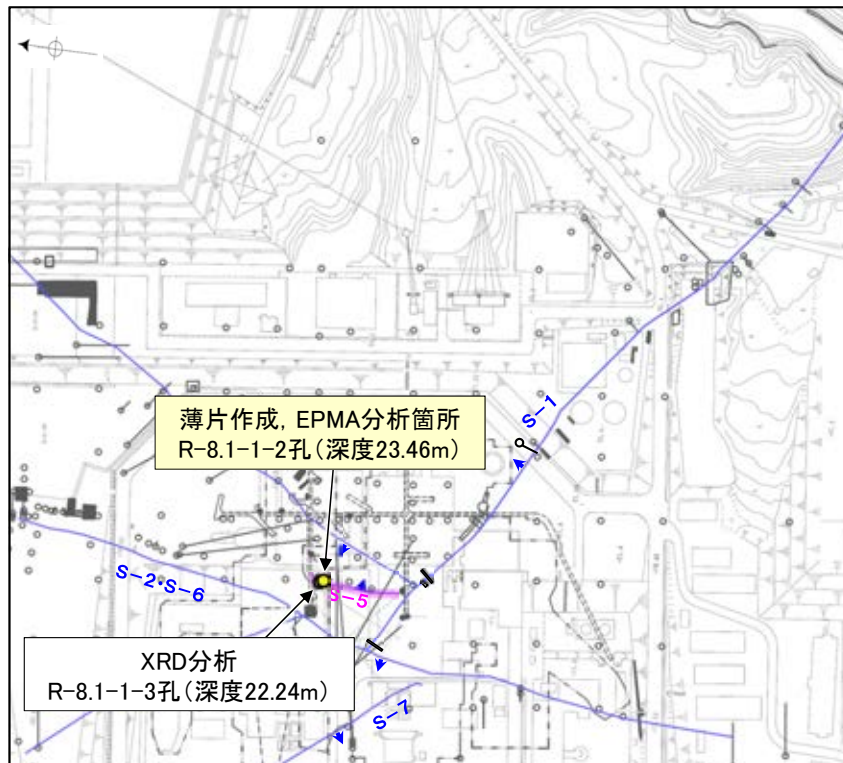 S-1
薄片作成, EPMA分析箇所
R-8.1-1-2孔(深度23.46m)
S-2・S-6
S-5
XRD分析
R-8.1-1-3孔(深度22.24m)
S-7